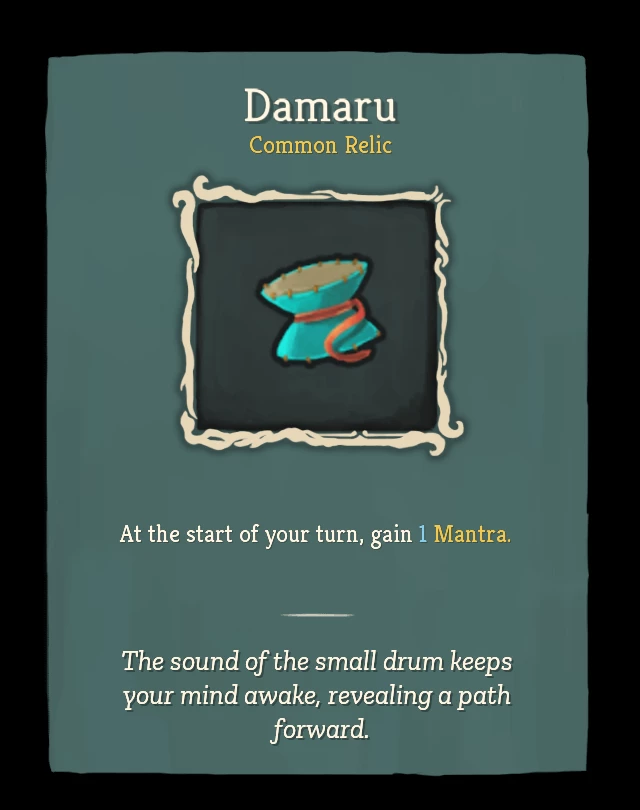 Damaru
Common Relic
At the start of your turn, gain 1 Mantra.
The sound of the small drum keeps
your mind awake, revealing a path
forward.